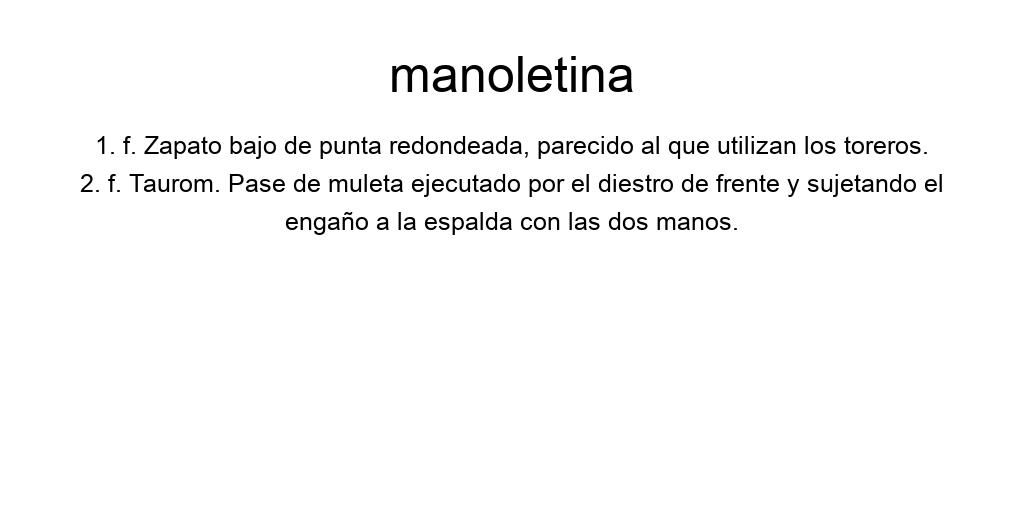 manoletina
1. f. Zapato bajo de punta redondeada, parecido al que utilizan los toreros.
2. f. Taurom. Pase de muleta ejecutado por el diestro de frente y sujetando el
engaño a la espalda con las dos manos.